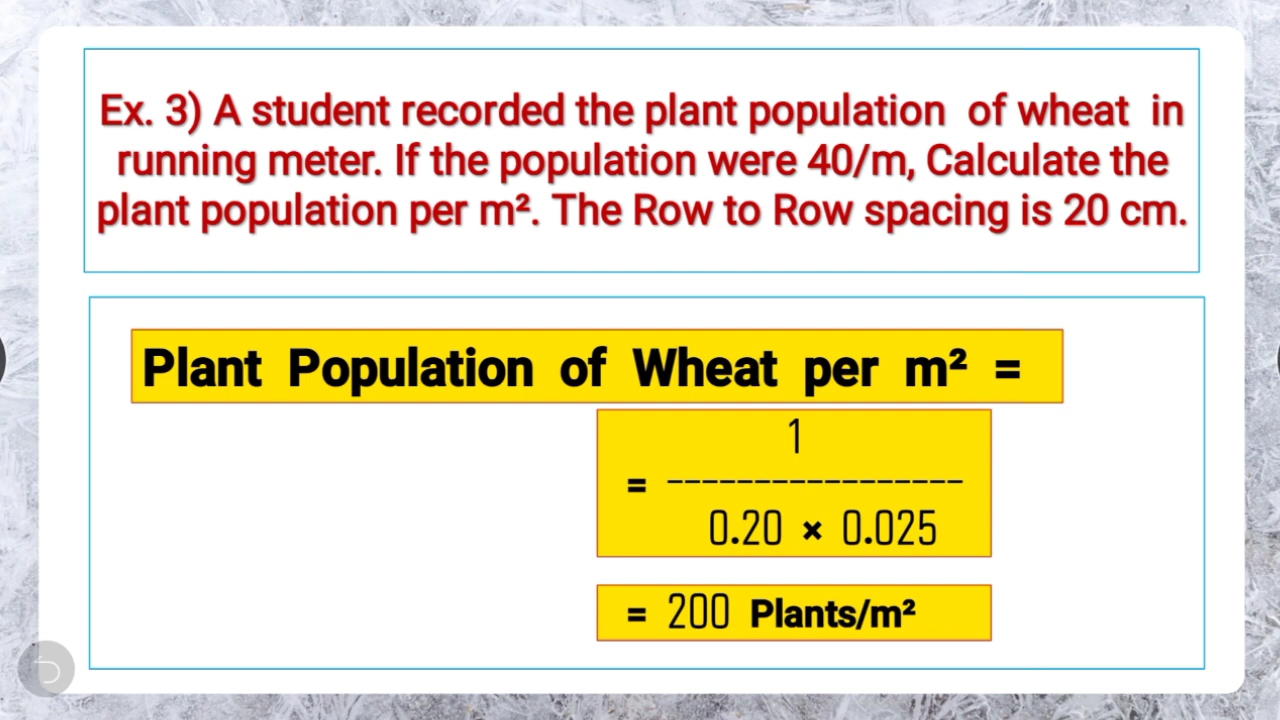 Ex. 3) A student recorded the plant population of wheat in
running meter. If the population were 40/m, Calculate the
plant population per m². The Row to Row spacing is 20 cm.
Plant Population of Wheat per m² =
1
= -----------------
0.20 × 0.025
= 200 Plants/m²